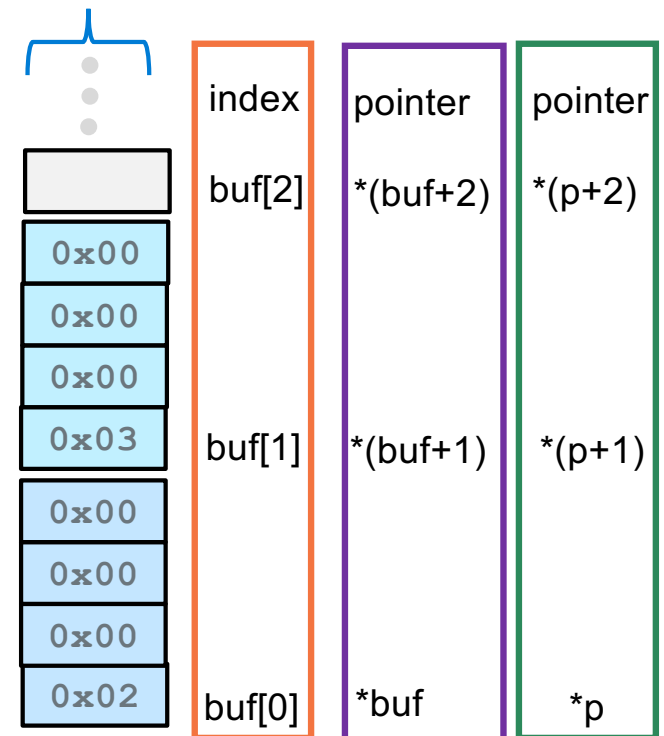 index pointer pointer
buf[2] *(buf+2) *(p+2)
0x00
0x00
0x00
0x03 buf[1] *(buf+1) *(p+1)
0x00
0x00
0x00
0x02 buf[0] *buf *p